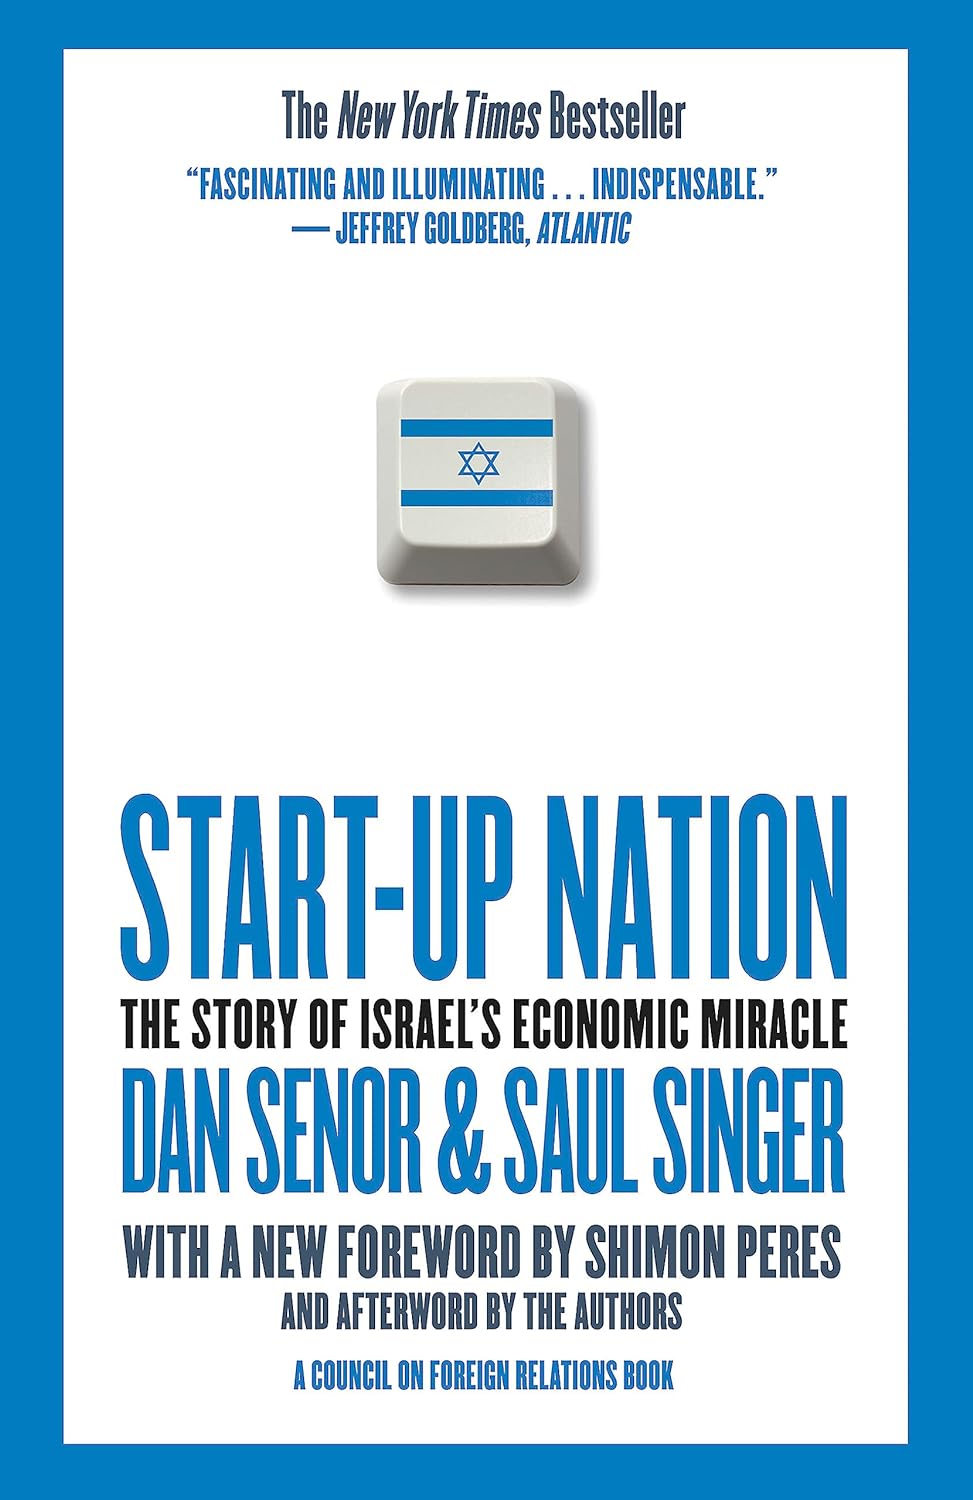 The New York Times Bestseller
“FASCINATING AND ILLUMINATING . . . INDISPENSABLE.”
— JEFFREY GOLDBERG, ATLANTIC
START-UP NATION
THE STORY OF ISRAEL’S ECONOMIC MIRACLE
DAN SENOR & SAUL SINGER
WITH A NEW FOREWORD BY SHIMON PERES
AND AFTERWORD BY THE AUTHORS
A COUNCIL ON FOREIGN RELATIONS BOOK